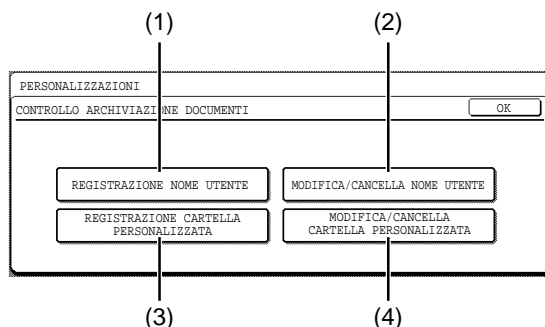 (1) (2)
PERSONALIZZAZIONI
CONTROLLO ARCHIVIAZIONE DOCUMENTI OK
REGISTRAZIONE NOME UTENTE MODIFICA/CANCELLA NOME UTENTE
REGISTRAZIONE CARTELLA
PERSONALIZZATA
MODIFICA/CANCELLA
CARTELLA PERSONALIZZATA
(3) (4)